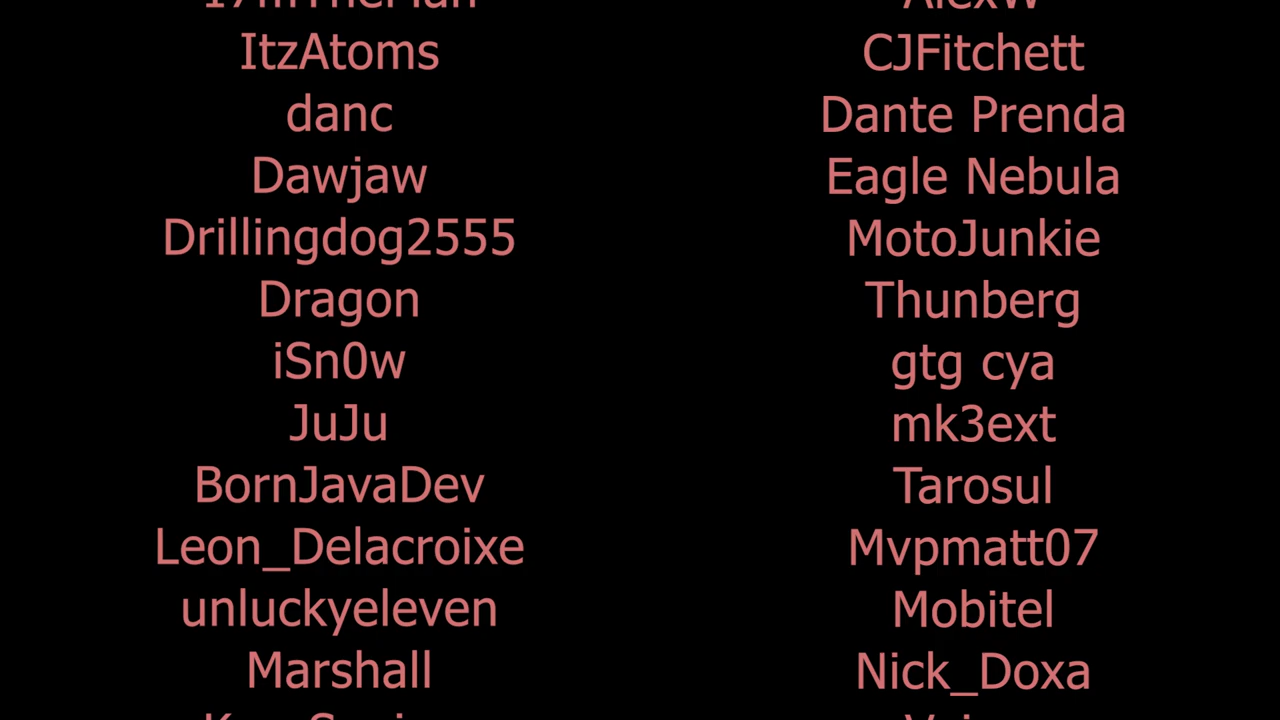 ItzAtoms
danc
Dawjaw
Drillingdog2555
Dragon
iSn0w
JuJu
BornJavaDev
Leon_Delacroixe
unluckyeleven
Marshall
AlexW
CJFitchett
Dante Prenda
Eagle Nebula
MotoJunkie
Thunberg
gtg cya
mk3ext
Tarosul
Mvpmatt07
Mobitel
Nick_Doxa